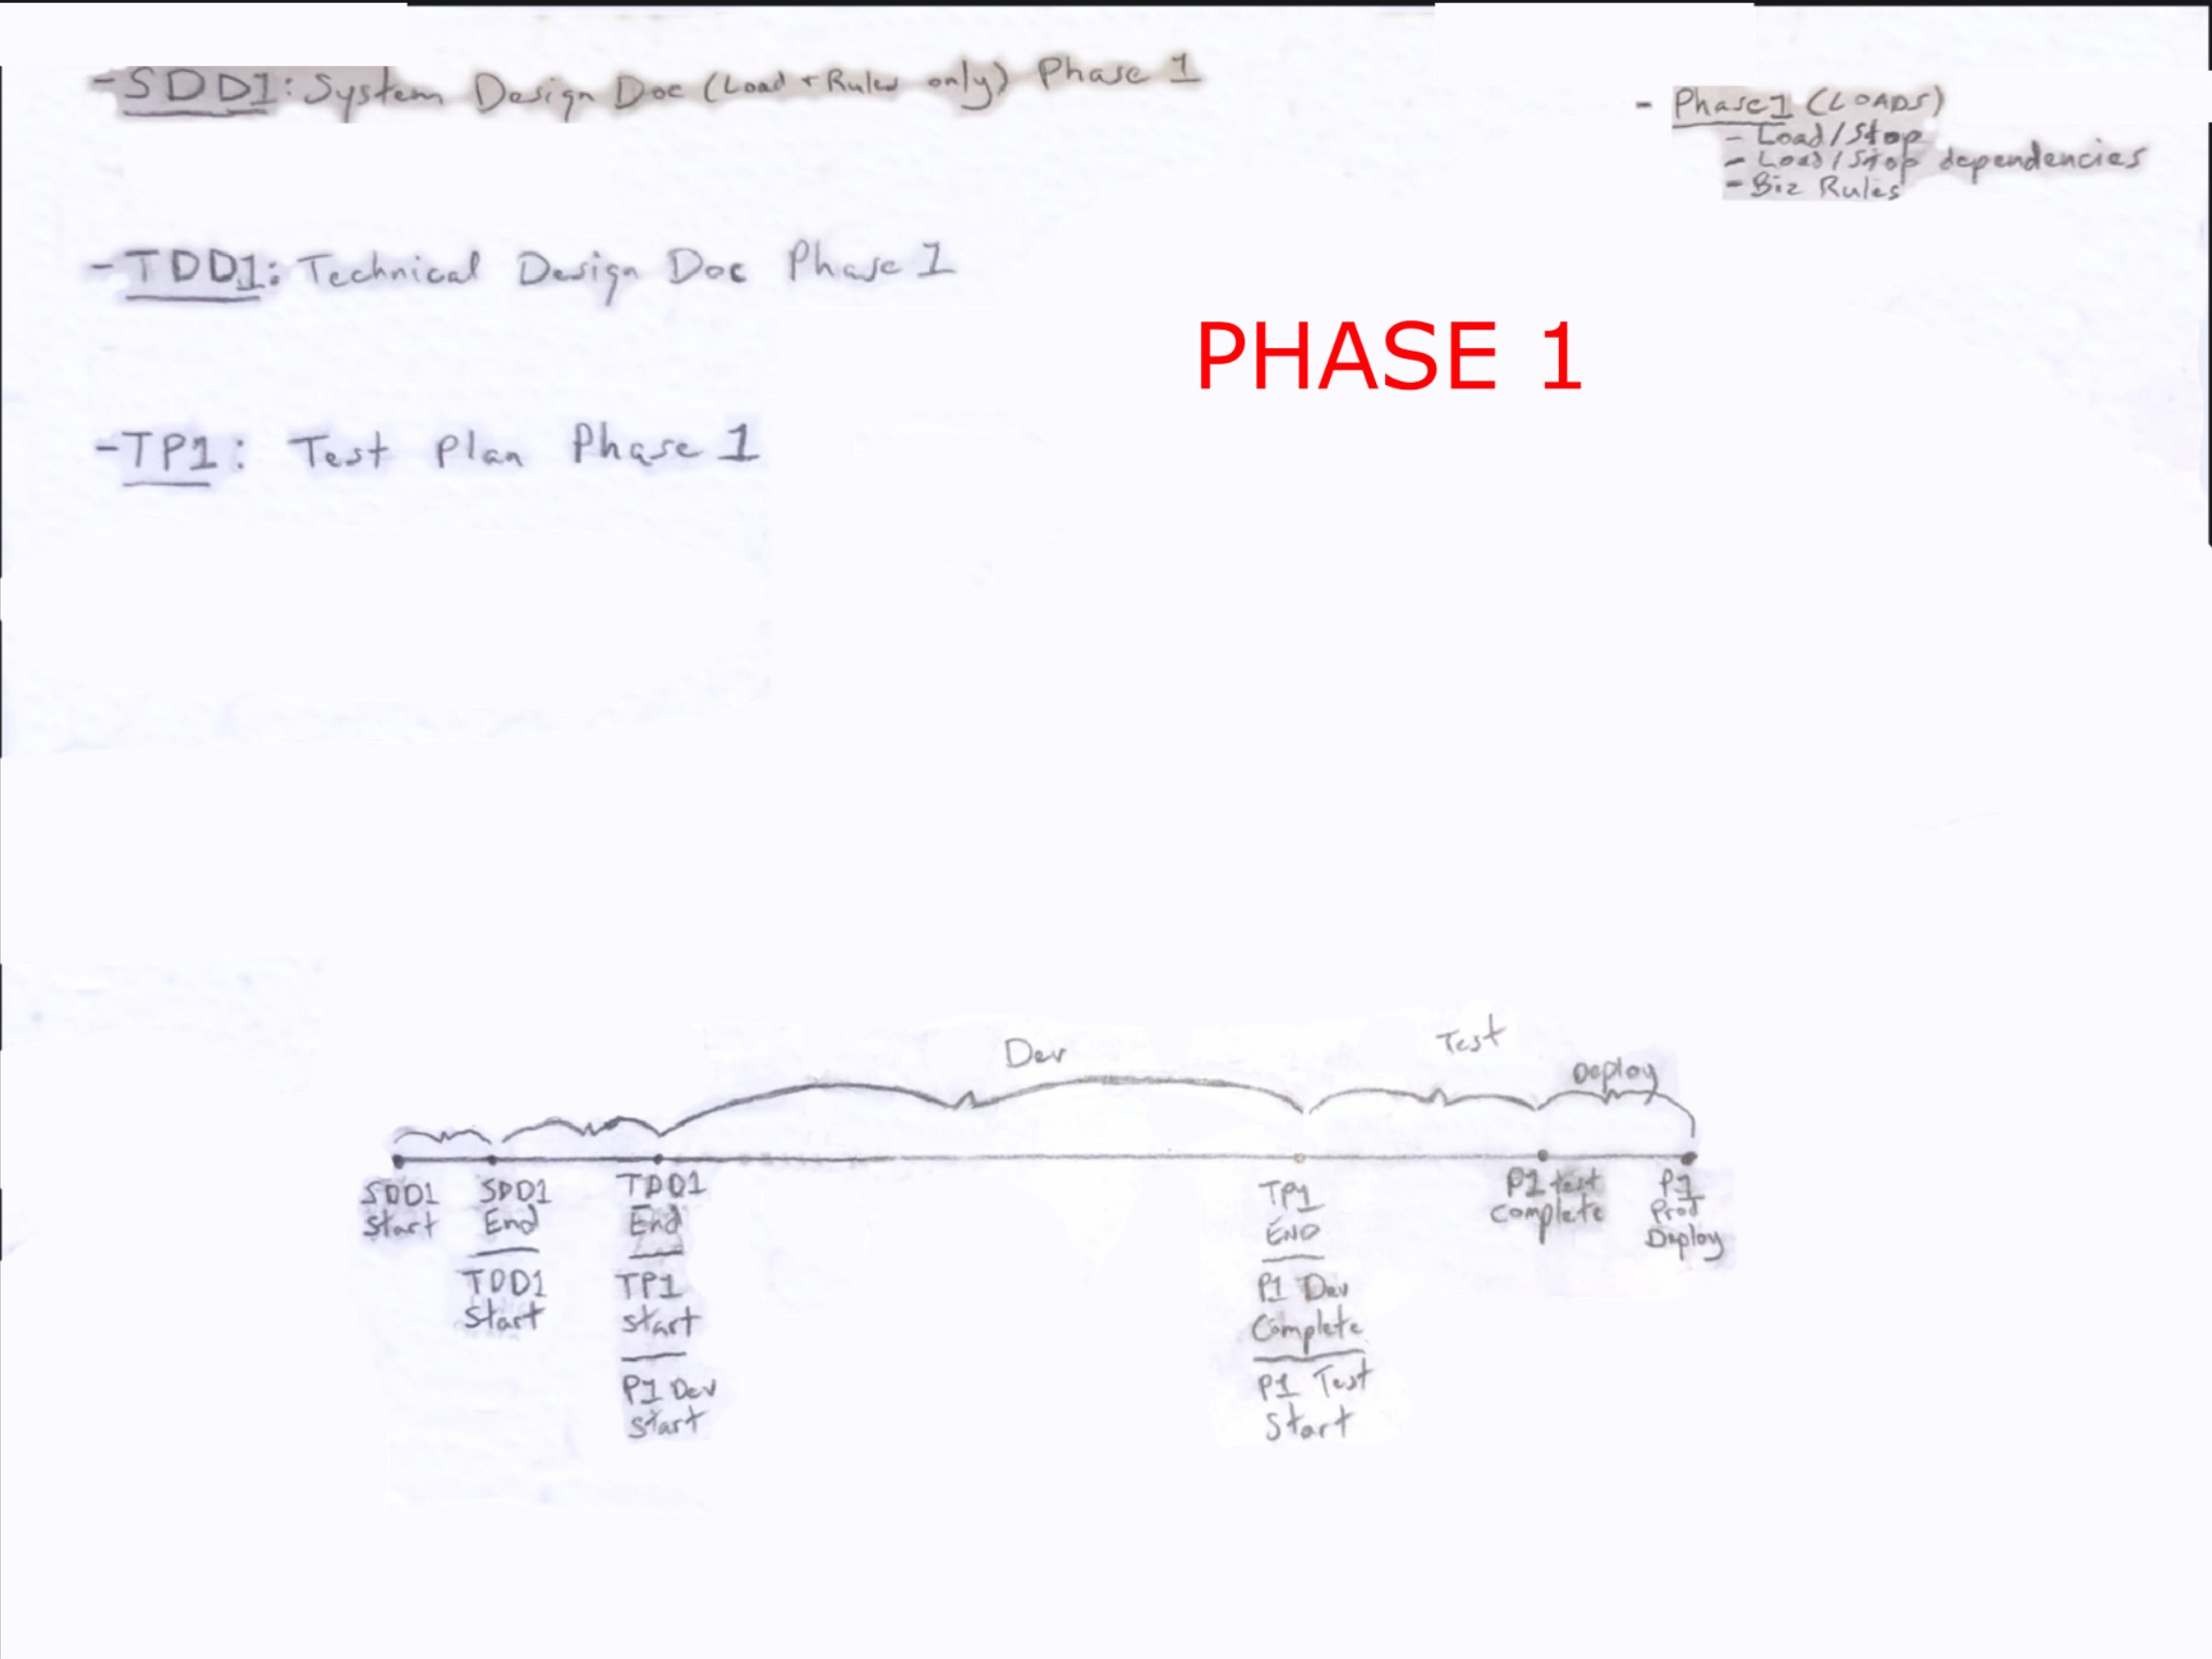 - SDD1: System Design Doc (Load + Rules only) Phase 1
- Phase 1 (LOADS)
- Load/Stop
- Load/Stop dependencies
- Biz Rules
- TDD1: Technical Design Doc Phase 1
PHASE 1
- TP1: Test Plan Phase 1
Dev
Test
Deploy
SDD1
Start
SDD1
End
TDD1
Start
TDD1
End
TP1
Start
P1 Dev
Start
TP1
END
P1 Dev
Complete
P1 Test
Start
P1 test
Complete
P1
Prod
Deploy